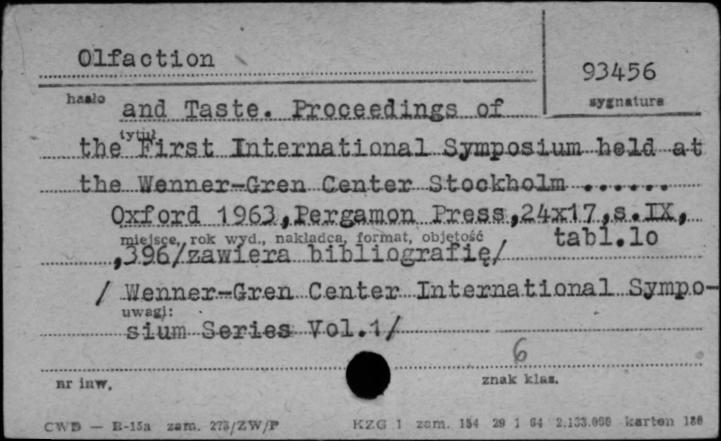 Olfaction
93456
hasło
sygnatura
and Taste. Proceedings of
tytuł
the First International Symposium held at
the Wenner-Gren Center Stockholm ......
Oxford 1963,Pergamon Press,24x17,s.IX,
miejsce, rok wyd., nakładca, format, objętość
tabl.lo
,396/zawiera bibliografię/
/ Wenner-Gren Center International Sympo-
uwagi:
sium Series Vol.1/
6
nr inw.
znak klas.
CWD — R-15a zam. 273/ZW/P
KZG 1 zam. 154 29 1 64 2.133.000 karton 180